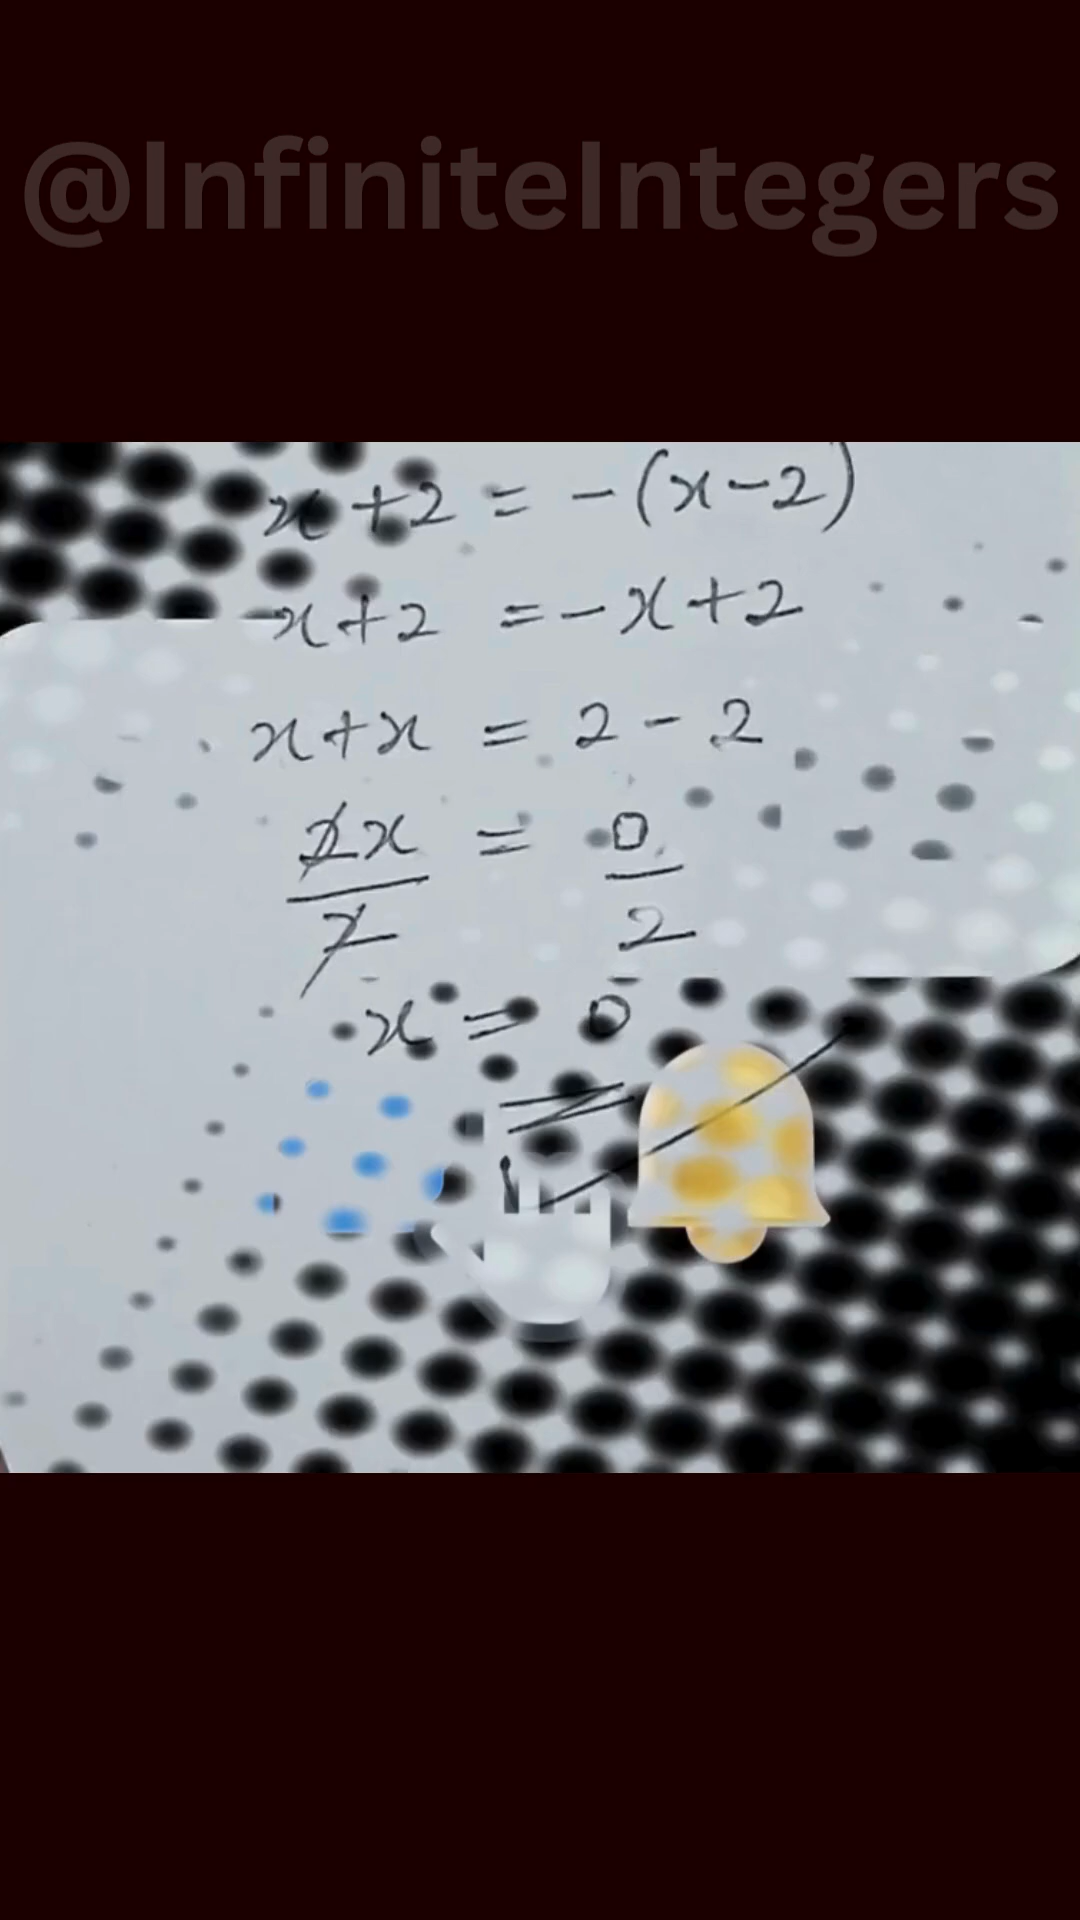 @InfiniteIntegers
x + 2 = - (x - 2)
x + 2 = - x + 2
x + x = 2 - 2
2x/2 = 0/2
x = 0